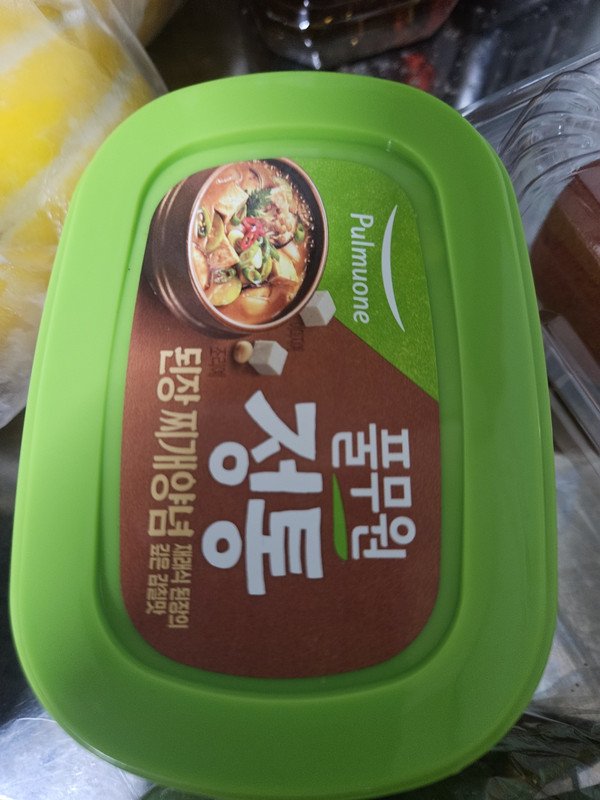 Pulmuone
풀무원
정통
된장 찌개양념
재래식 된장의
깊은 감칠맛